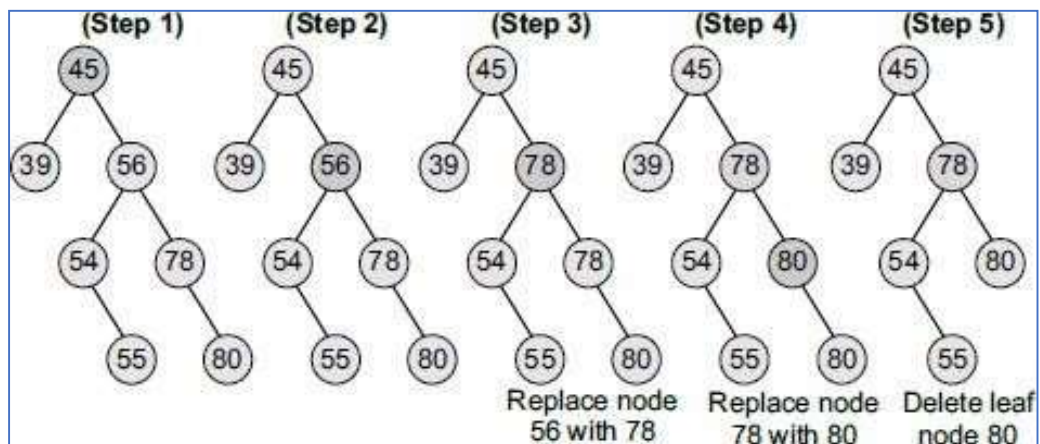 (Step 1) (Step 2) (Step 3) (Step 4) (Step 5)
45 45 45 45 45
39 56 39 56 39 78 39 78 39 78
54 78 54 78 54 78 54 80 54 80
55 80 55 80 55 80 55 80 55
Replace node Replace node Delete leaf
56 with 78 78 with 80 node 80